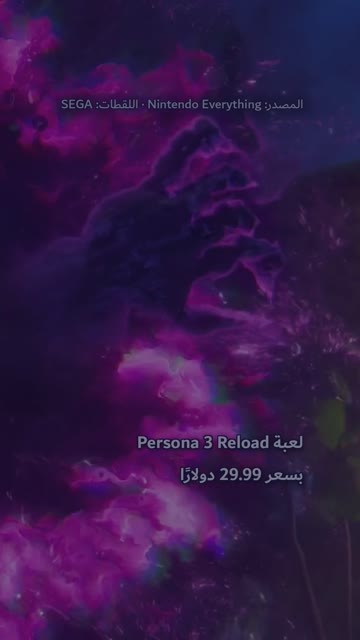 المصدر: Nintendo Everything · اللقطات: SEGA
لعبة Persona 3 Reload
بسعر 29.99 دولارًا